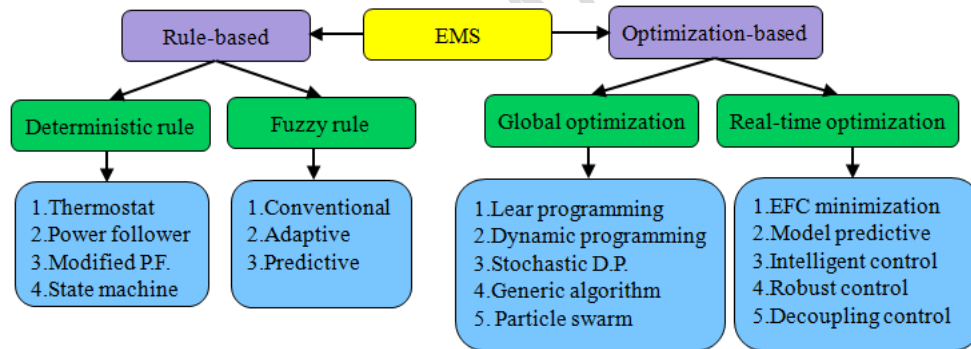 Rule-based
EMS
Optimization-based
Deterministic rule
Fuzzy rule
Global optimization
Real-time optimization
1.Thermostat
2.Power follower
3.Modified P.F.
4.State machine
1.Conventional
2.Adaptive
3.Predictive
1.Lear programming
2.Dynamic programming
3.Stochastic D.P.
4.Generic algorithm
5. Particle swarm
1.EFC minimization
2.Model predictive
3.Intelligent control
4.Robust control
5.Decoupling control